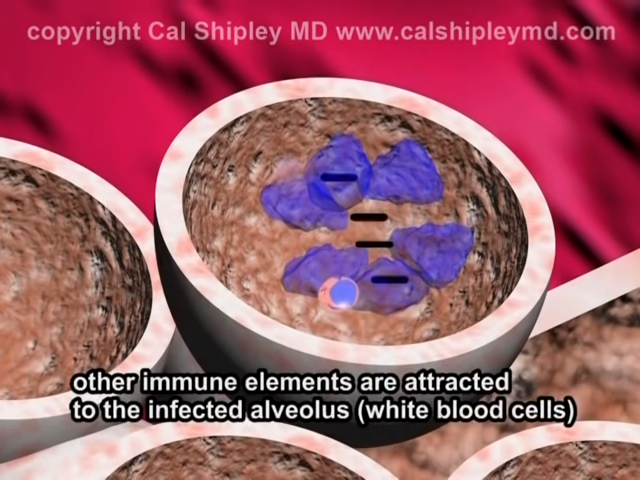 copyright Cal Shipley MD www.calshipleymd.com
other immune elements are attracted
to the infected alveolus (white blood cells)